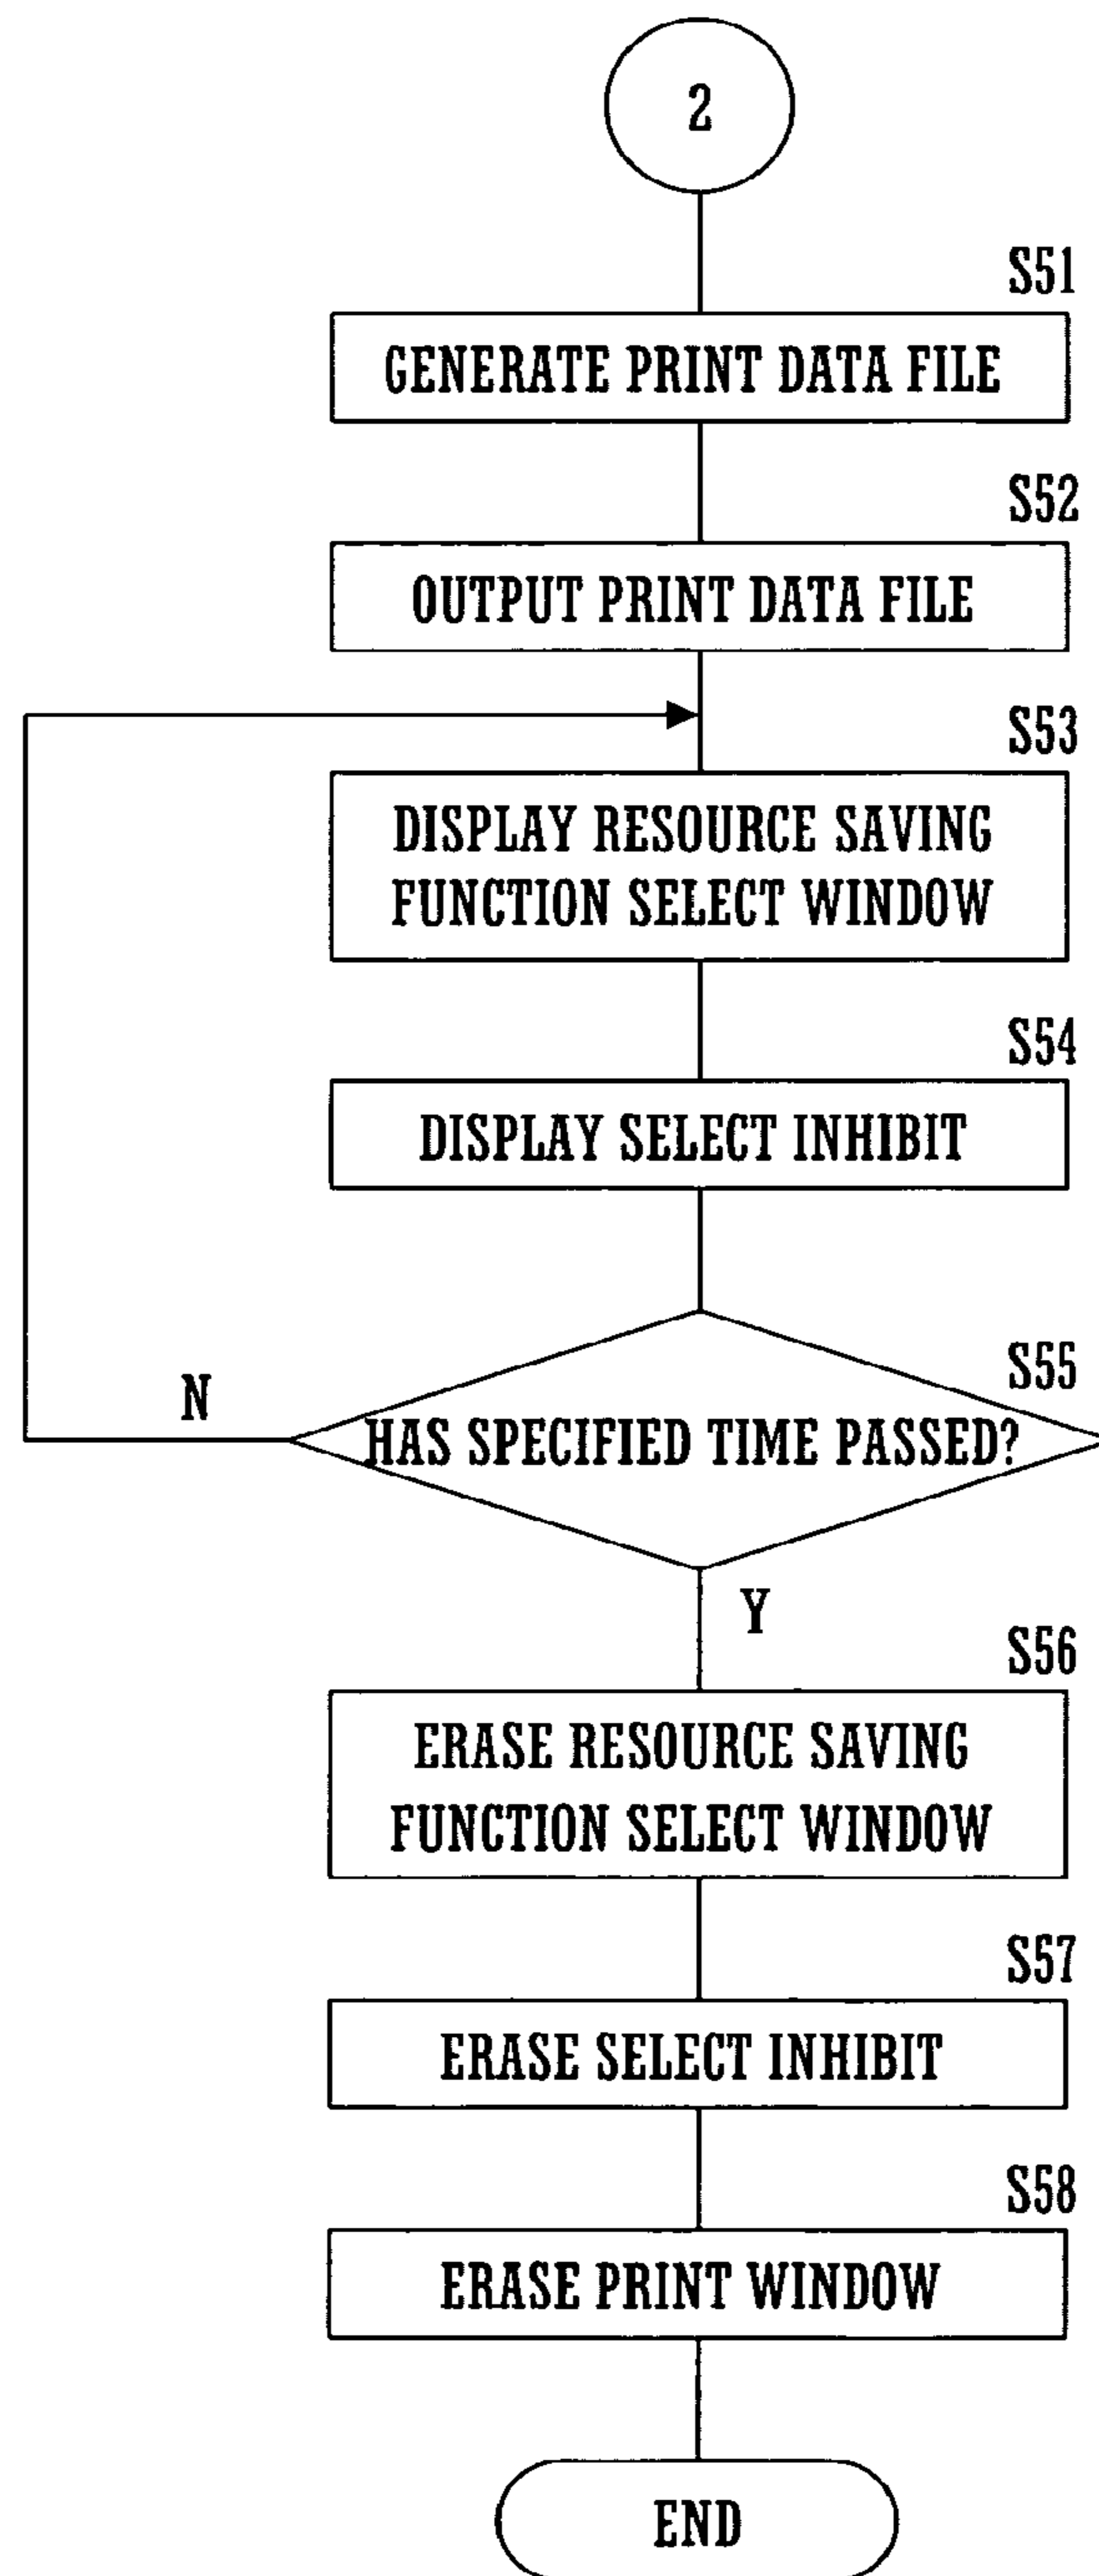 2
S51
GENERATE PRINT DATA FILE
S52
OUTPUT PRINT DATA FILE
S53
DISPLAY RESOURCE SAVING
FUNCTION SELECT WINDOW
S54
DISPLAY SELECT INHIBIT
S55
N
HAS SPECIFIED TIME PASSED?
Y
S56
ERASE RESOURCE SAVING
FUNCTION SELECT WINDOW
S57
ERASE SELECT INHIBIT
S58
ERASE PRINT WINDOW
END